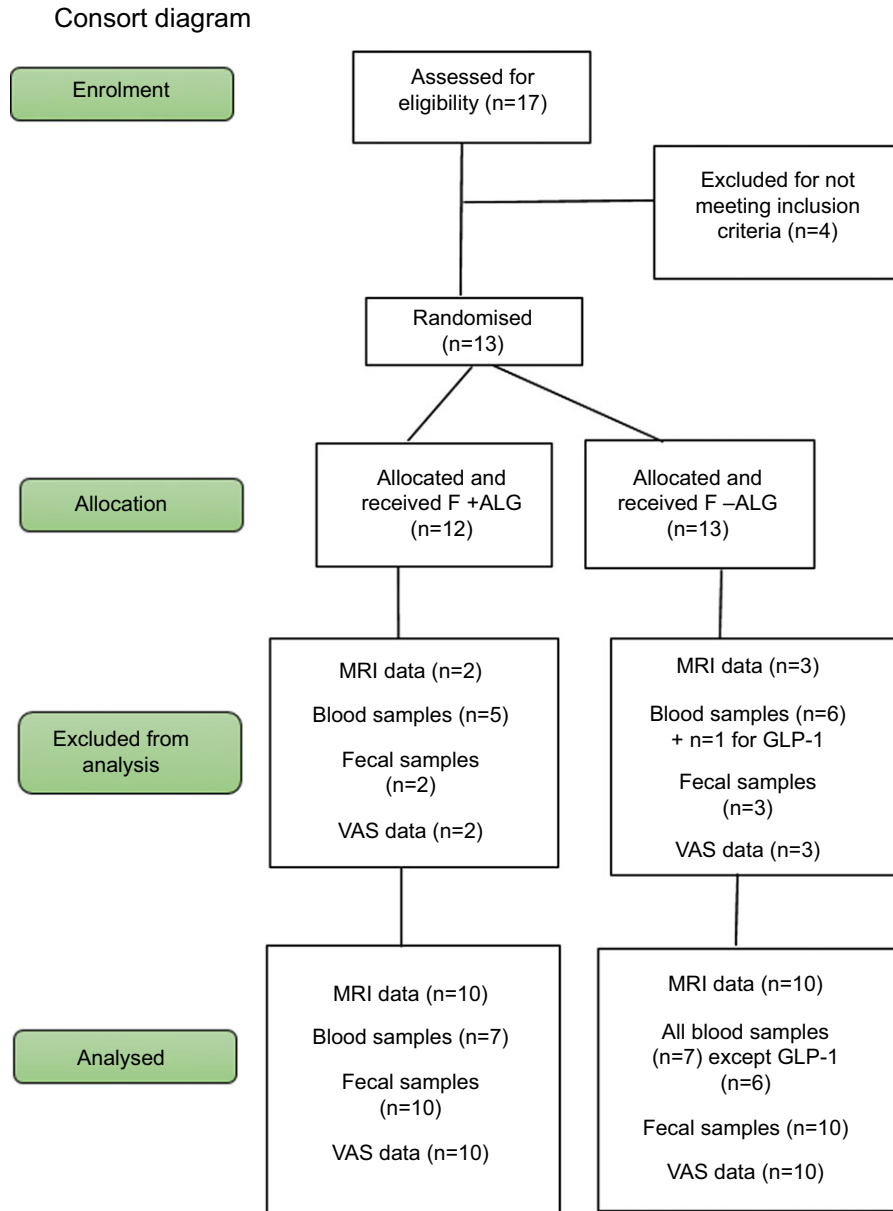 Consort diagram
Enrolment
Assessed for
eligibility (n=17)
Excluded for not
meeting inclusion
criteria (n=4)
Randomised
(n=13)
Allocation
Allocated and
received F +ALG
(n=12)
Allocated and
received F –ALG
(n=13)
Excluded from
analysis
MRI data (n=2)
Blood samples (n=5)
Fecal samples
(n=2)
VAS data (n=2)
MRI data (n=3)
Blood samples (n=6)
+ n=1 for GLP-1
Fecal samples
(n=3)
VAS data (n=3)
Analysed
MRI data (n=10)
Blood samples (n=7)
Fecal samples
(n=10)
VAS data (n=10)
MRI data (n=10)
All blood samples
(n=7) except GLP-1
(n=6)
Fecal samples (n=10)
VAS data (n=10)